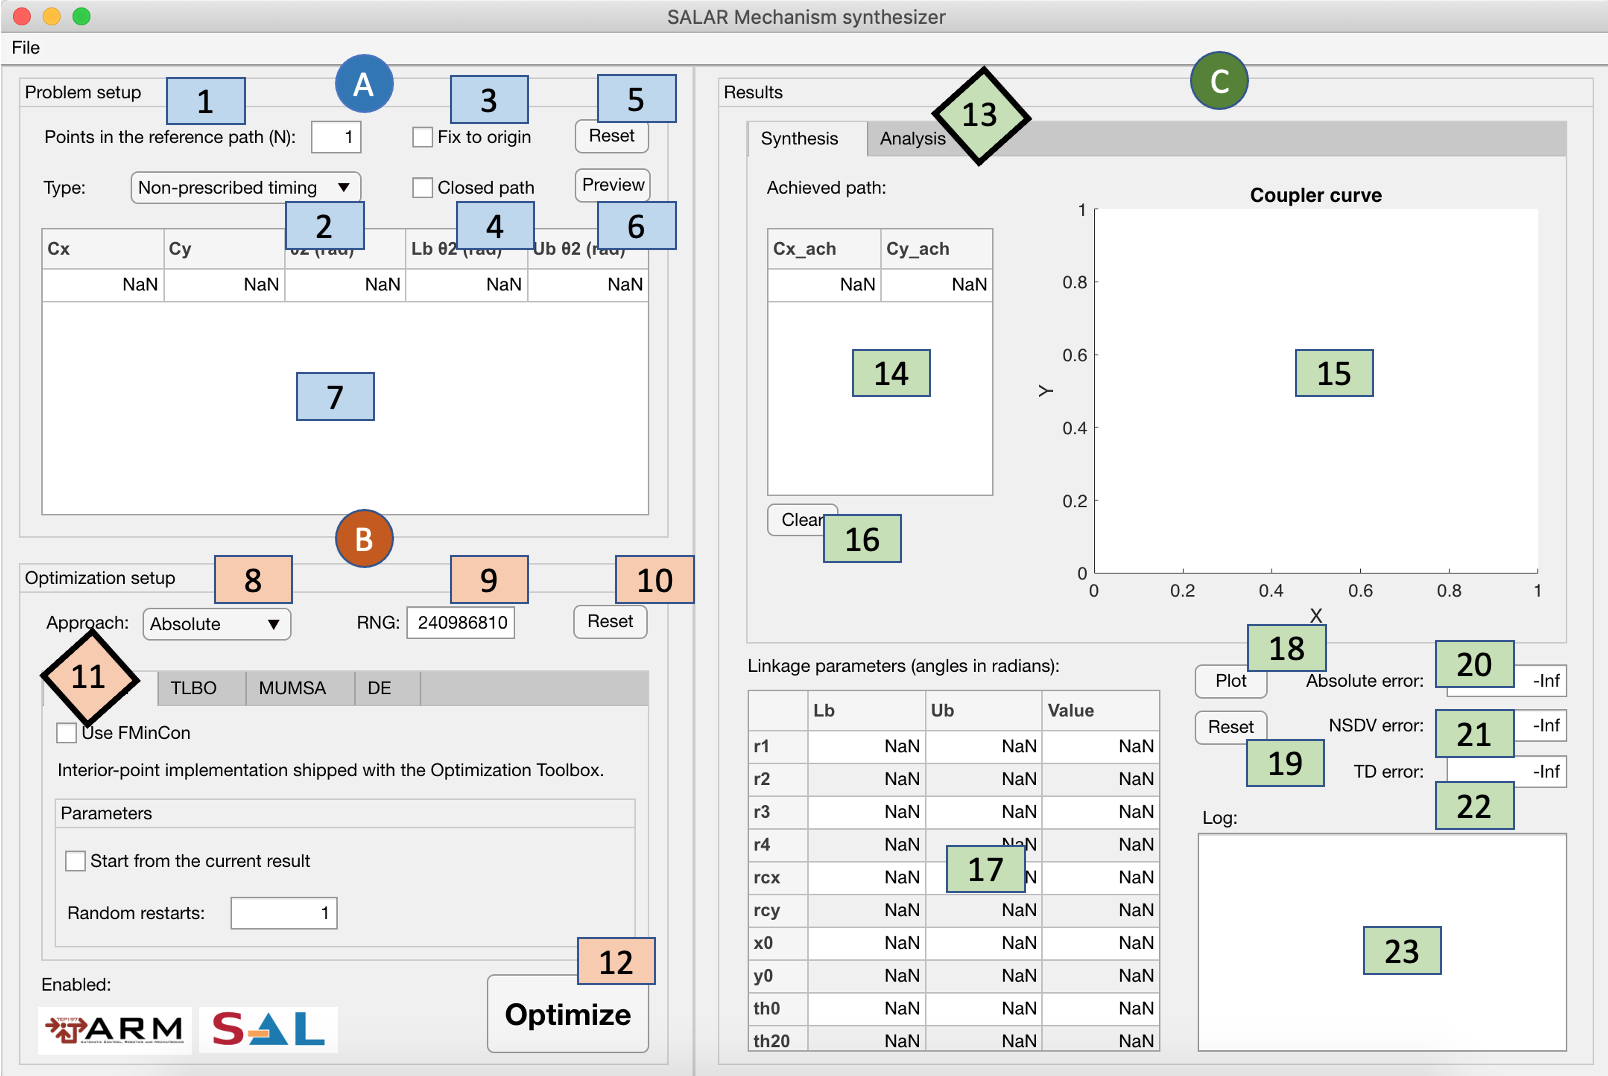 SALAR Mechanism synthesizer
File
A
Problem setup
1
3
5
Points in the reference path (N): 1
Fix to origin
Reset
Type: Non-prescribed timing
Closed path
Preview
2
4
6
Cx Cy θ2 (rad) Lb θ2 (rad) Ub θ2 (rad)
NaN NaN NaN NaN NaN
7
B
Optimization setup
8
9
10
Approach: Absolute
RNG: 240986810
Reset
11
TLBO MUMSA DE
Use FMinCon
Interior-point implementation shipped with the Optimization Toolbox.
Parameters
Start from the current result
Random restarts: 1
12
Enabled:
Optimize
ARM
SAL
C
Results
13
Synthesis Analysis
Achieved path:
Cx_ach Cy_ach
NaN NaN
14
Clear
16
Coupler curve
1
0.8
0.6
0.4
0.2
0
Y
15
0 0.2 0.4 0.6 0.8 1
X
Linkage parameters (angles in radians):
Lb Ub Value
r1 NaN NaN NaN
r2 NaN NaN NaN
r3 NaN NaN NaN
r4 NaN NaN NaN
rcx NaN NaN
rcy NaN NaN NaN
x0 NaN NaN NaN
y0 NaN NaN NaN
th0 NaN NaN NaN
th20 NaN NaN NaN
17
18
Plot
Reset
19
20
Absolute error: -Inf
NSDV error: -Inf
21
TD error: -Inf
22
Log:
23